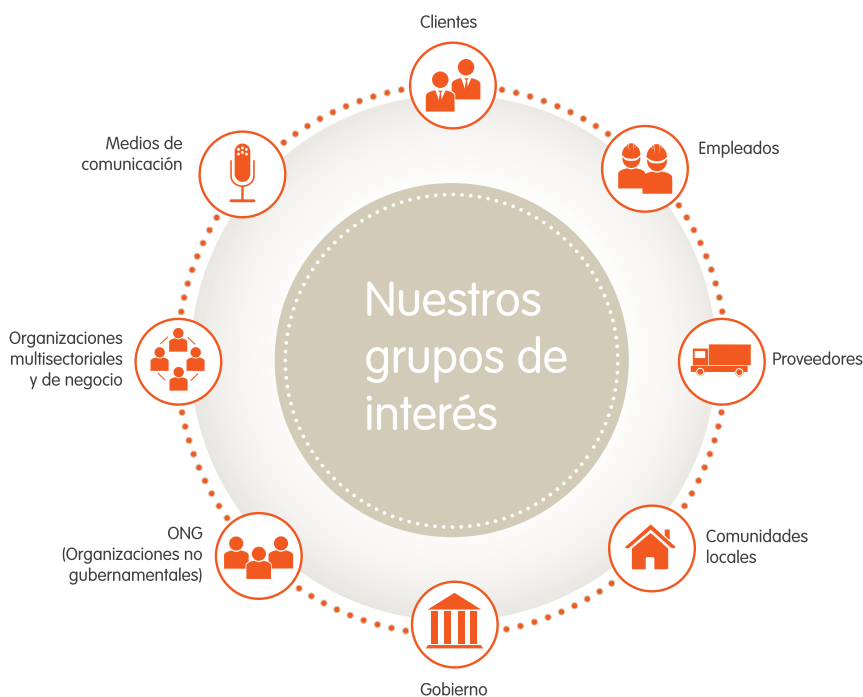 Clientes
Medios de
comunicación
Empleados
Nuestros
grupos de
interés
Organizaciones
multisectoriales
y de negocio
Proveedores
ONG
(Organizaciones no
gubernamentales)
Comunidades
locales
Gobierno